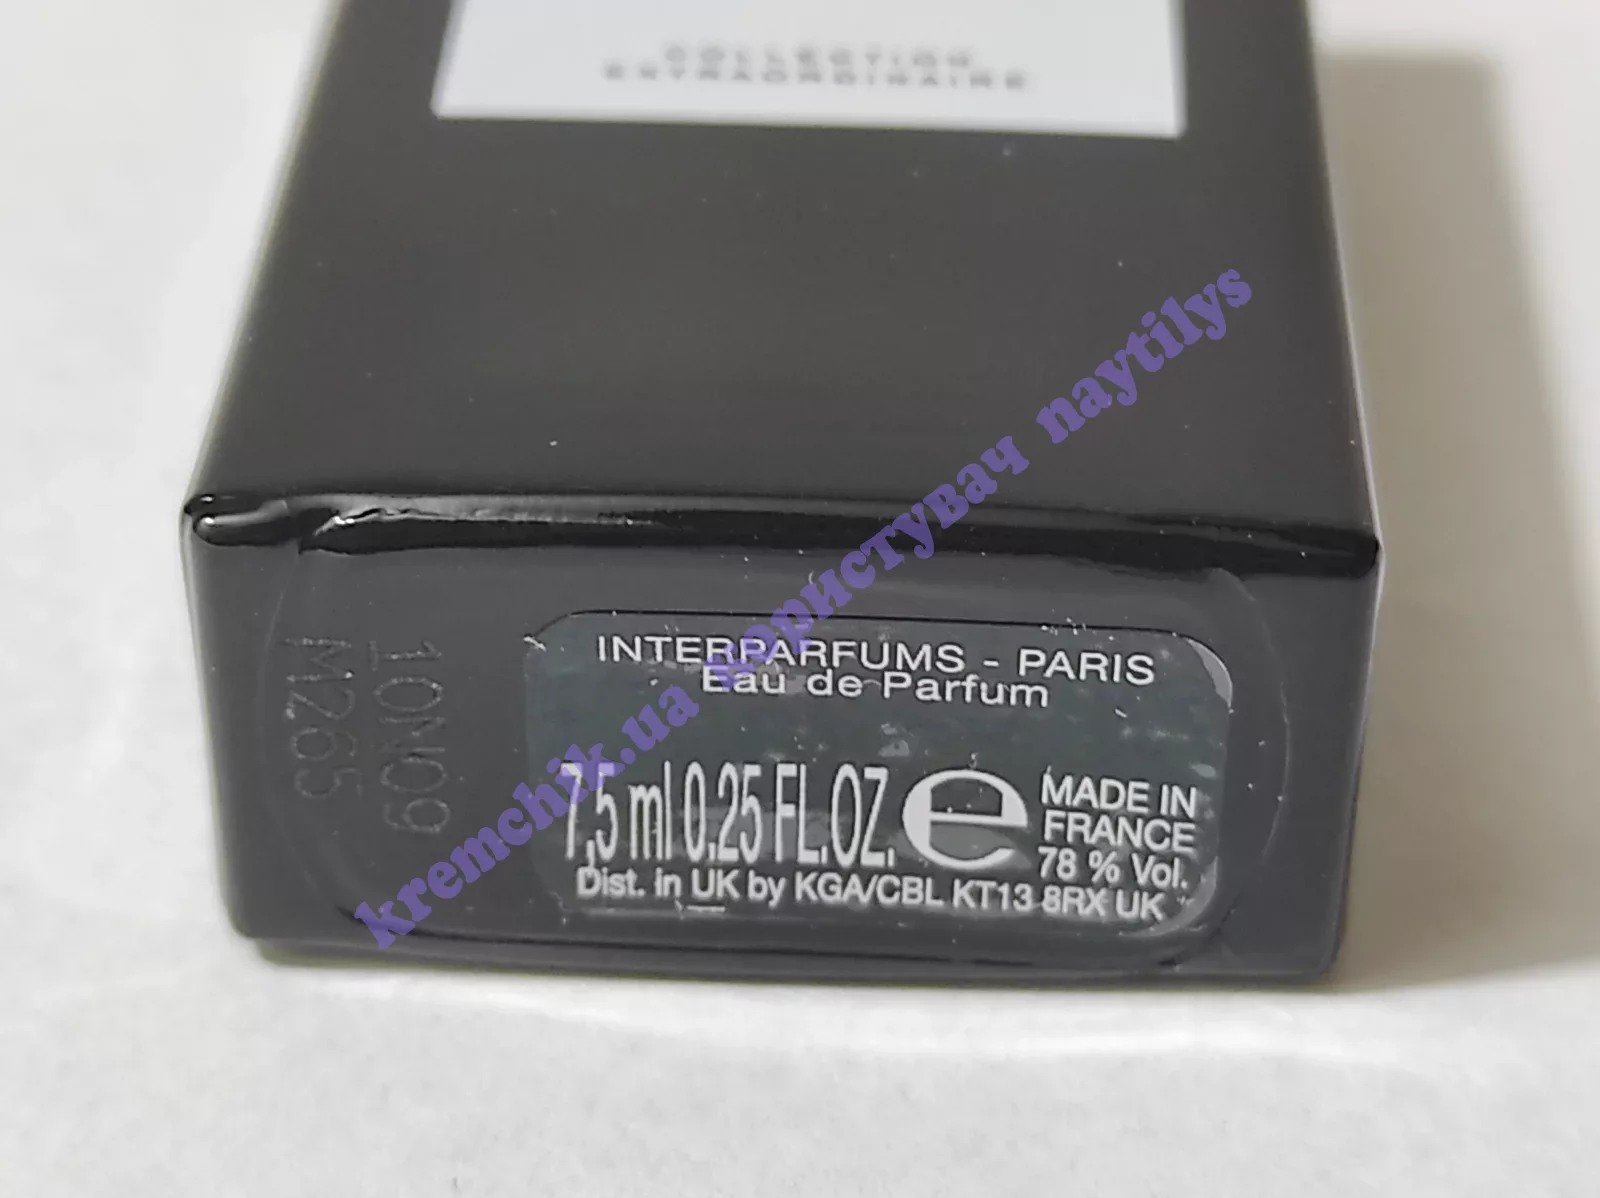 COLLECTION
EXTRAORDINAIRE
INTERPARFUMS - PARIS
Eau de Parfum
7,5 ml 0.25 FL.OZ. e
MADE IN
FRANCE
78 % Vol.
Dist. in UK by KGA/CBL KT13 8RX UK
10N09
M265
kremchik.ua користувач naytilys